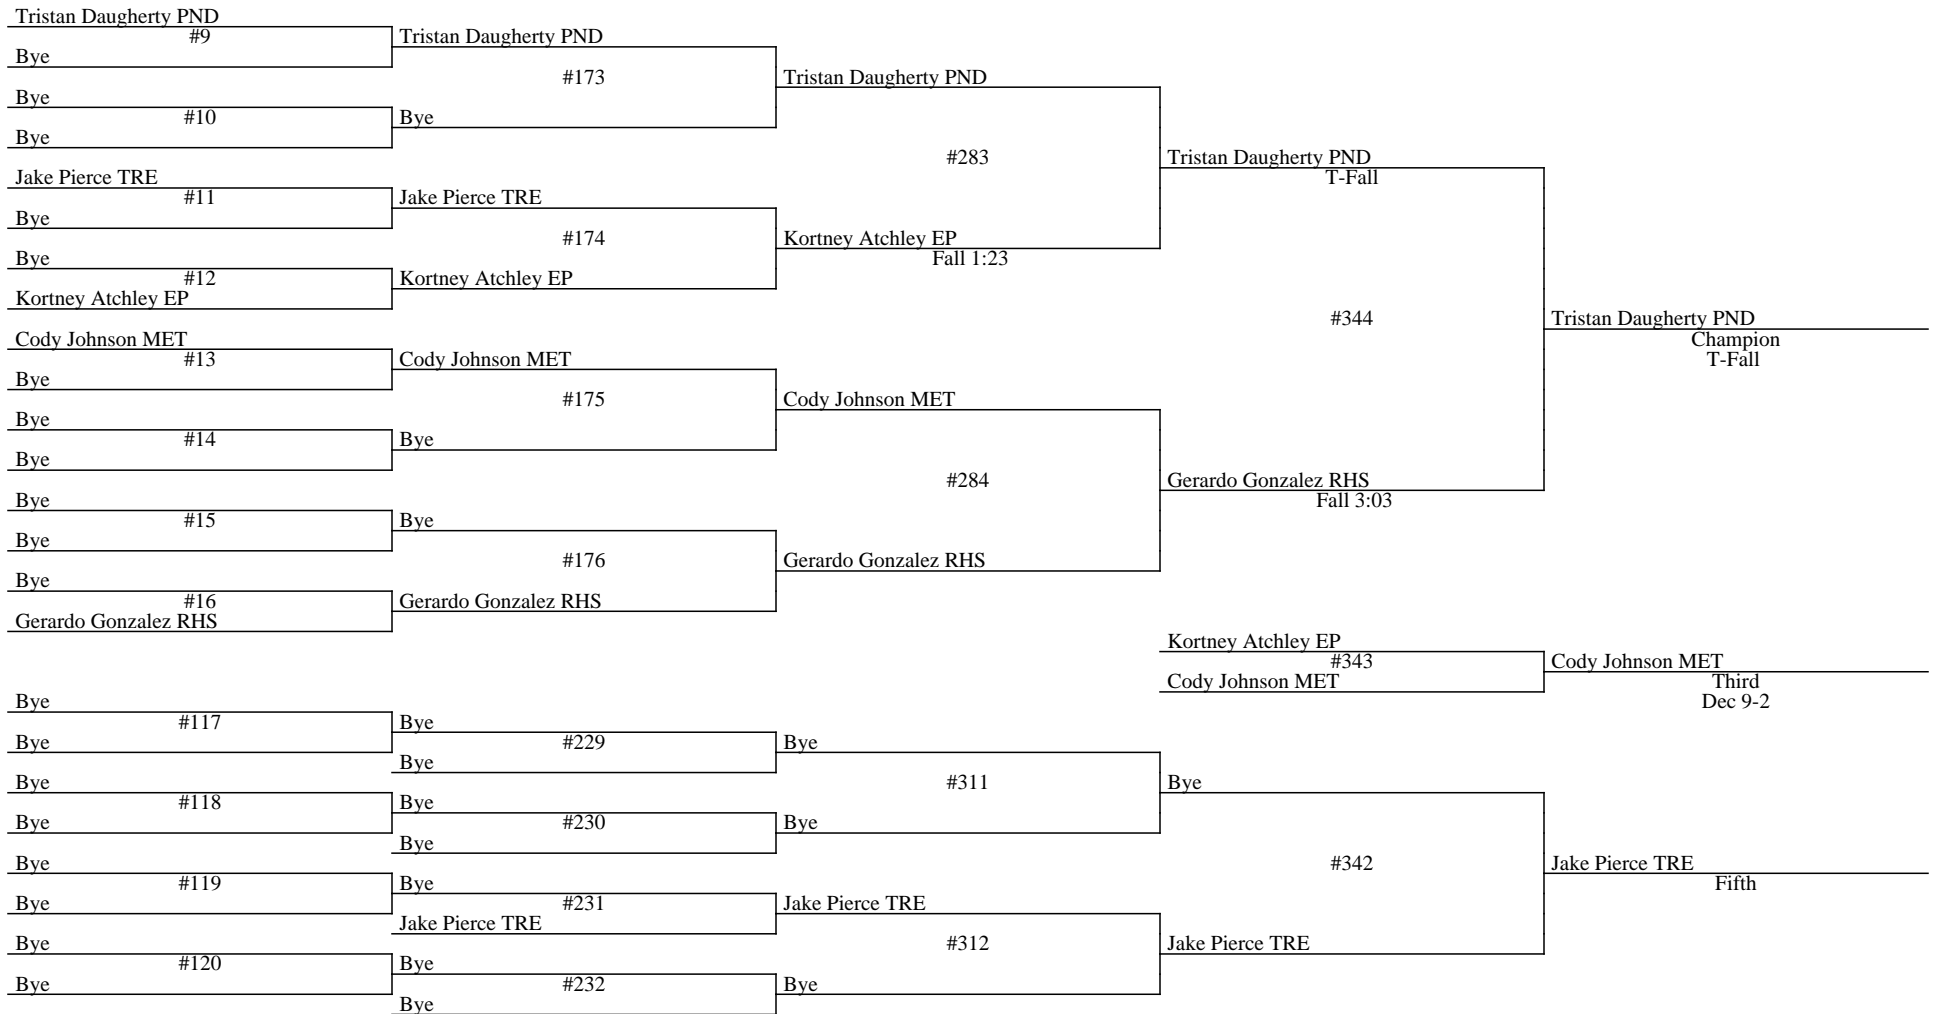 Tristan Daugherty PND
#9
Tristan Daugherty PND
Bye
#173
Tristan Daugherty PND
Bye
#10
Bye
Bye
#283
Tristan Daugherty PND
T-Fall
Jake Pierce TRE
#11
Jake Pierce TRE
Bye
#174
Kortney Atchley EP
Fall 1:23
Bye
#12
Kortney Atchley EP
Kortney Atchley EP
#344
Tristan Daugherty PND
Champion
T-Fall
Cody Johnson MET
#13
Cody Johnson MET
Bye
#175
Cody Johnson MET
Bye
#14
Bye
Bye
#284
Gerardo Gonzalez RHS
Fall 3:03
Bye
#15
Bye
Bye
#176
Gerardo Gonzalez RHS
Bye
#16
Gerardo Gonzalez RHS
Gerardo Gonzalez RHS
Kortney Atchley EP
#343
Cody Johnson MET
Cody Johnson MET
Third
Dec 9-2
Bye
#117
Bye
Bye
#229
Bye
Bye
#311
Bye
Bye
#118
Bye
Bye
#230
Bye
Bye
#342
Jake Pierce TRE
Fifth
Bye
#119
Bye
Bye
#231
Jake Pierce TRE
Jake Pierce TRE
#312
Jake Pierce TRE
Bye
#120
Bye
Bye
#232
Bye
Bye